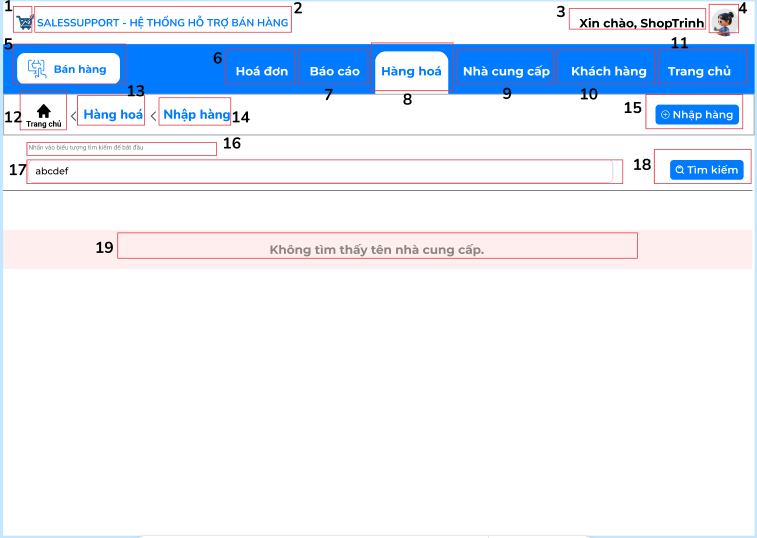 1
2
SALESSUPPORT - HỆ THỐNG HỖ TRỢ BÁN HÀNG
3
Xin chào, ShopTrinh
4
5
Bán hàng
6
Hoá đơn
7
Báo cáo
8
Hàng hoá
9
Nhà cung cấp
10
Khách hàng
11
Trang chủ
12
Trang chủ
13
Hàng hoá
14
Nhập hàng
15
Nhập hàng
16
Nhấn vào biểu tượng tìm kiếm để bắt đầu
17
abcdef
18
Tìm kiếm
19
Không tìm thấy tên nhà cung cấp.